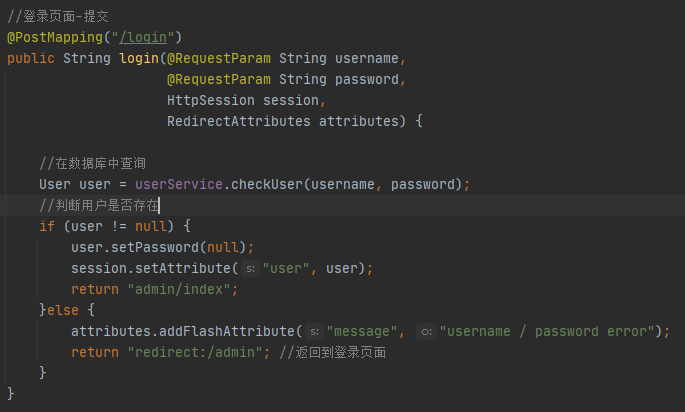 //登录页面-提交
@PostMapping("/login")
public String login(@RequestParam String username,
                    @RequestParam String password,
                    HttpSession session,
                    RedirectAttributes attributes) {

    //在数据库中查询
    User user = userService.checkUser(username, password);
    //判断用户是否存在
    if (user != null) {
        user.setPassword(null);
        session.setAttribute( s: "user", user);
        return "admin/index";
    }else {
        attributes.addFlashAttribute( s: "message", o: "username / password error");
        return "redirect:/admin"; //返回到登录页面
    }
}